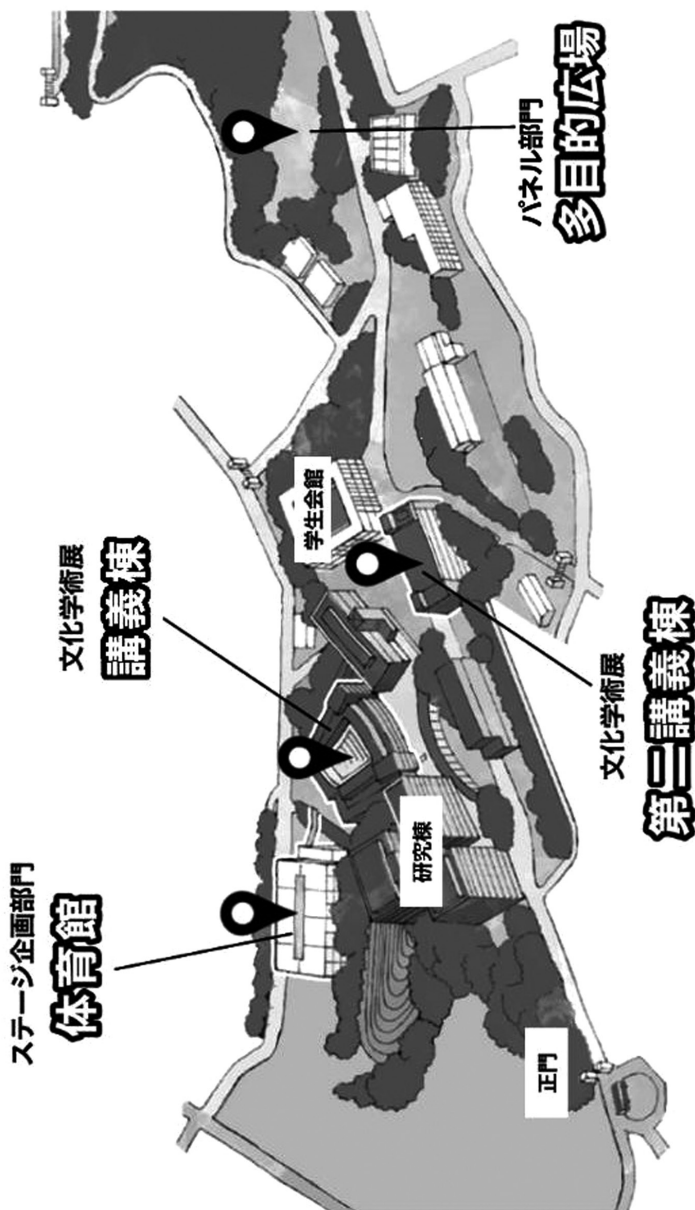 ステージ企画部門
体育館
文化学術展
講義棟
学生会館
パネル部門
多目的広場
研究棟
正門
文化学術展
第二講義棟